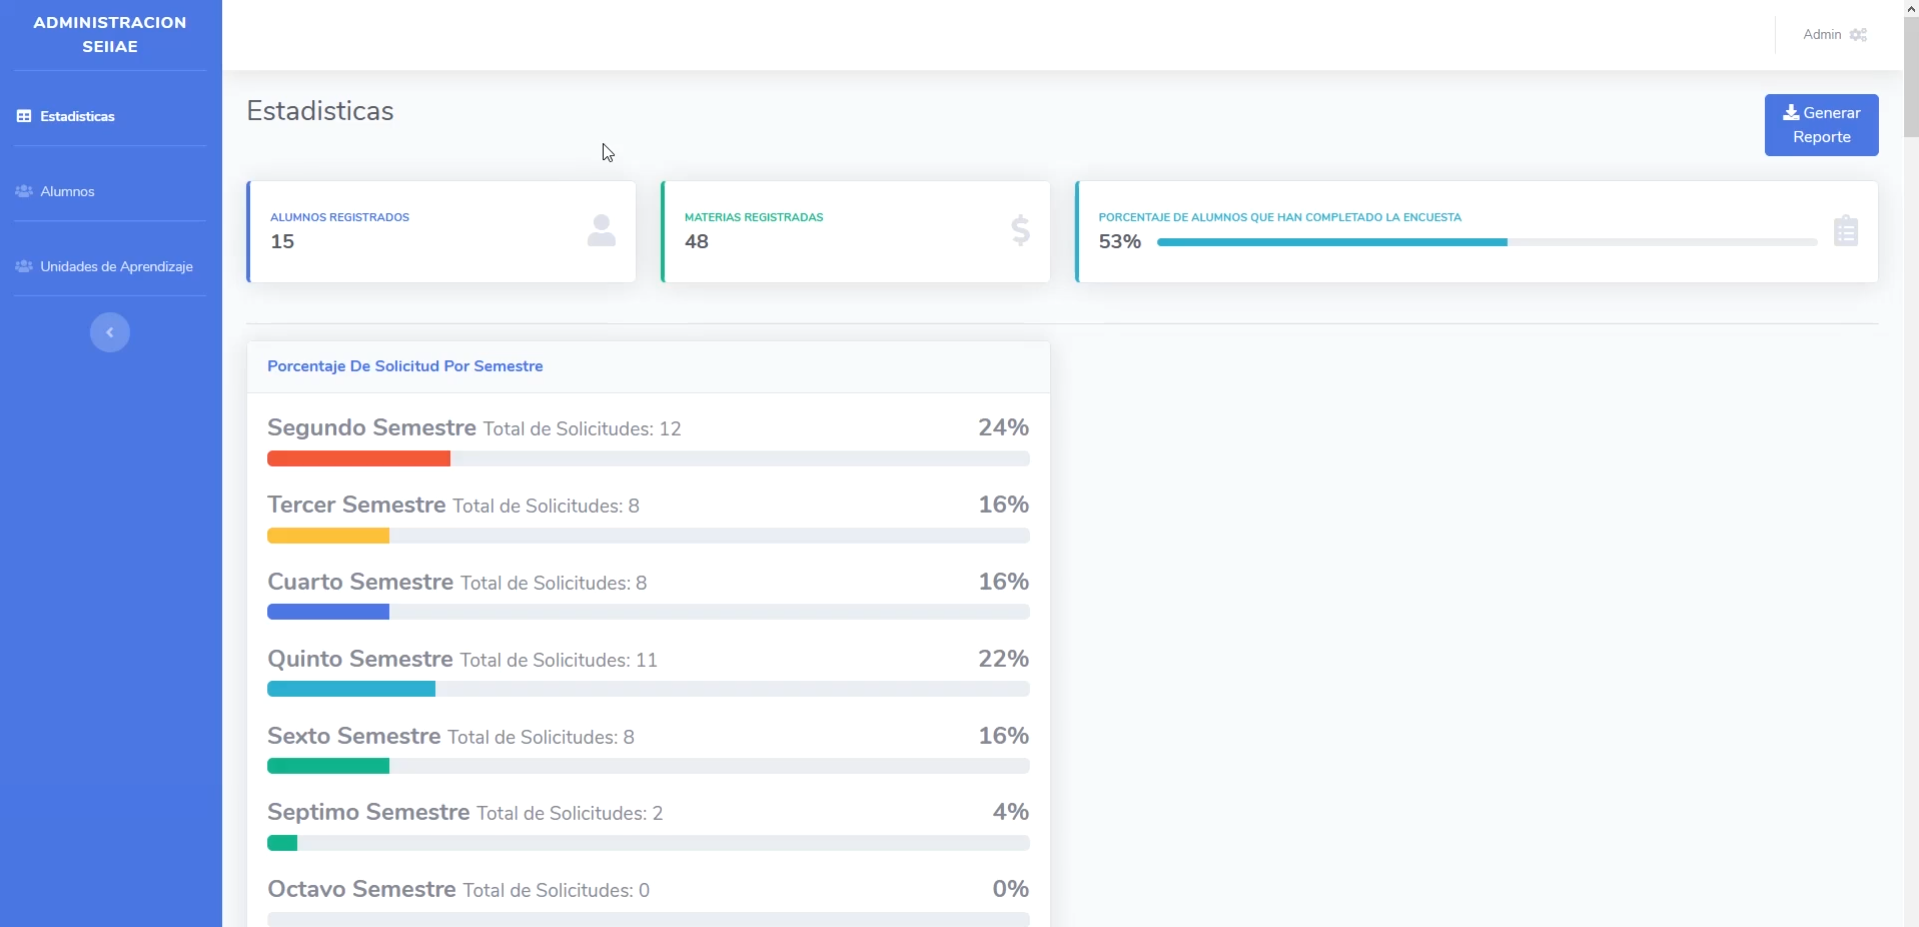 ADMINISTRACION
SEIIAE
Estadisticas
Alumnos
Unidades de Aprendizaje
Admin
Estadisticas
Generar
Reporte
ALUMNOS REGISTRADOS
15
MATERIAS REGISTRADAS
48
PORCENTAJE DE ALUMNOS QUE HAN COMPLETADO LA ENCUESTA
53%
Porcentaje De Solicitud Por Semestre
Segundo Semestre Total de Solicitudes: 12 24%
Tercer Semestre Total de Solicitudes: 8 16%
Cuarto Semestre Total de Solicitudes: 8 16%
Quinto Semestre Total de Solicitudes: 11 22%
Sexto Semestre Total de Solicitudes: 8 16%
Septimo Semestre Total de Solicitudes: 2 4%
Octavo Semestre Total de Solicitudes: 0 0%